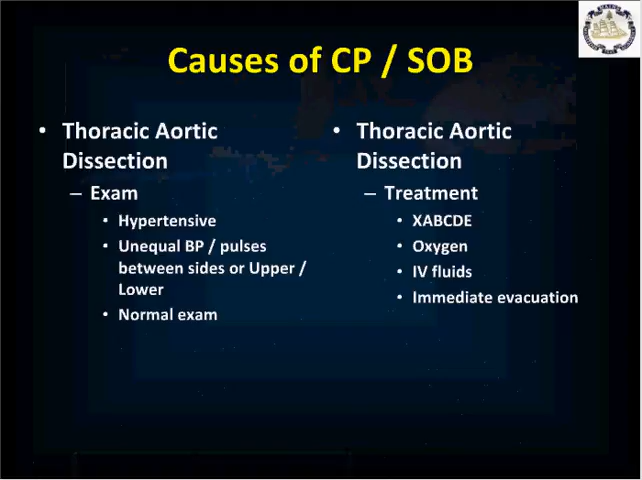 Causes of CP / SOB
• Thoracic Aortic
Dissection
– Exam
• Hypertensive
• Unequal BP / pulses
between sides or Upper /
Lower
• Normal exam
• Thoracic Aortic
Dissection
– Treatment
• XABCDE
• Oxygen
• IV fluids
• Immediate evacuation